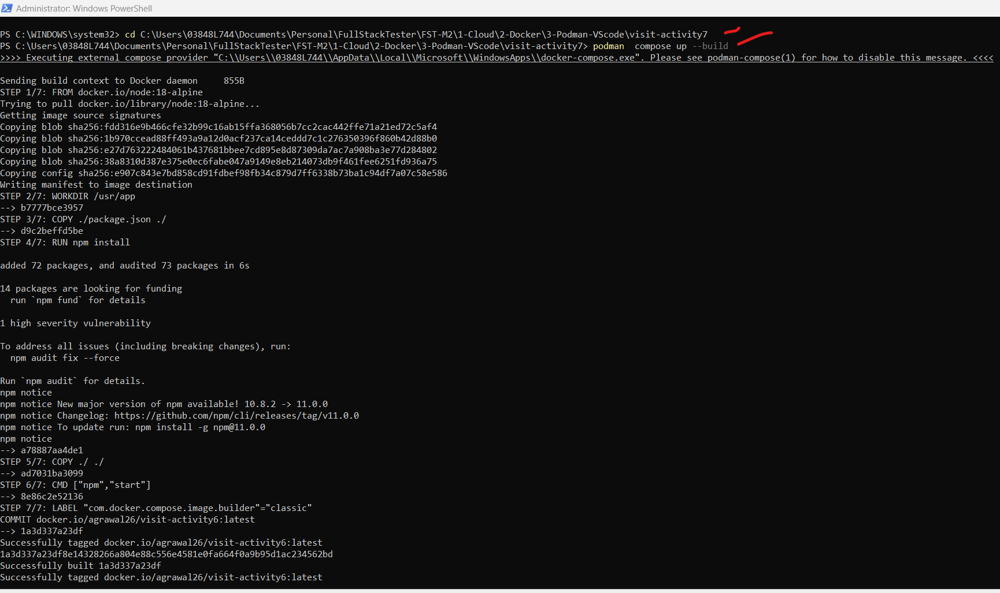 Administrator: Windows PowerShell
PS C:\WINDOWS\system32> cd C:\Users\03848L744\Documents\Personal\FullStackTester\FST-M2\1-Cloud\2-Docker\3-Podman-VScode\visit-activity7
PS C:\Users\03848L744\Documents\Personal\FullStackTester\FST-M2\1-Cloud\2-Docker\3-Podman-VScode\visit-activity7> podman  compose up --build
>>>> Executing external compose provider "C:\\Users\\03848L744\\AppData\\Local\\Microsoft\\WindowsApps\\docker-compose.exe". Please see podman-compose(1) for how to disable this message. <<<<
Sending build context to Docker daemon     855B
STEP 1/7: FROM docker.io/node:18-alpine
Trying to pull docker.io/library/node:18-alpine...
Getting image source signatures
Copying blob sha256:fdd316e9b466cfe32b99c16ab15ffa368056b7cc2cac442ffe71a21ed72c5af4
Copying blob sha256:1b970ccead88ff493a9a12d0acf237ca14ceddd7c1c276350396f860b42d88b0
Copying blob sha256:e27d763222484061b437681bbee7cd895e8d87309da7ac7a908ba3e77d284802
Copying blob sha256:38a8310d387e375e0ec6fabe047a9149e8eb214073db9f461fee6251fd936a75
Copying config sha256:e907c843e7bd858cd91fdbef98fb34c879d7ff6338b73ba1c94df7a07c58e586
Writing manifest to image destination
STEP 2/7: WORKDIR /usr/app
--> b7777bce3957
STEP 3/7: COPY ./package.json ./
--> d9c2beffd5be
STEP 4/7: RUN npm install
added 72 packages, and audited 73 packages in 6s
14 packages are looking for funding
  run `npm fund` for details
1 high severity vulnerability
To address all issues (including breaking changes), run:
  npm audit fix --force
Run `npm audit` for details.
npm notice
npm notice New major version of npm available! 10.8.2 -> 11.0.0
npm notice Changelog: https://github.com/npm/cli/releases/tag/v11.0.0
npm notice To update run: npm install -g npm@11.0.0
npm notice
--> a78887aa4de1
STEP 5/7: COPY ./ ./
--> ad7031ba3099
STEP 6/7: CMD ["npm","start"]
--> 8e86c2e52136
STEP 7/7: LABEL "com.docker.compose.image.builder"="classic"
COMMIT docker.io/agrawal26/visit-activity6:latest
--> 1a3d337a23df
Successfully tagged docker.io/agrawal26/visit-activity6:latest
1a3d337a23df8e14328266a804e88c556e4581e0fa664f0a9b95d1ac234562bd
Successfully built 1a3d337a23df
Successfully tagged docker.io/agrawal26/visit-activity6:latest